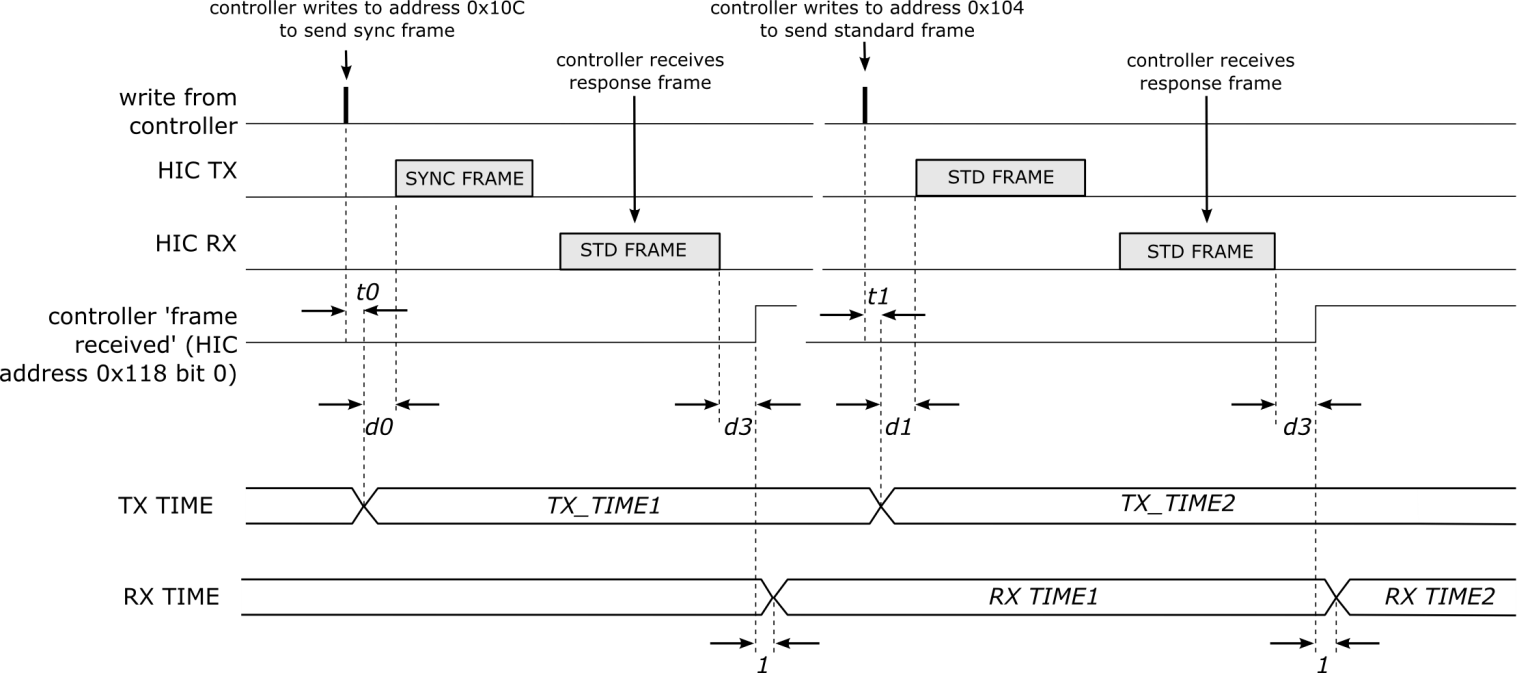 controller writes to address 0x10C
to send sync frame
controller writes to address 0x104
to send standard frame
controller receives
response frame
controller receives
response frame
write from
controller
HIC TX
SYNC FRAME
STD FRAME
HIC RX
STD FRAME
STD FRAME
t0
t1
controller 'frame
received' (HIC
address 0x118 bit 0)
d0
d3
d1
d3
TX TIME
TX_TIME1
TX_TIME2
RX TIME
RX TIME1
RX TIME2
1
1